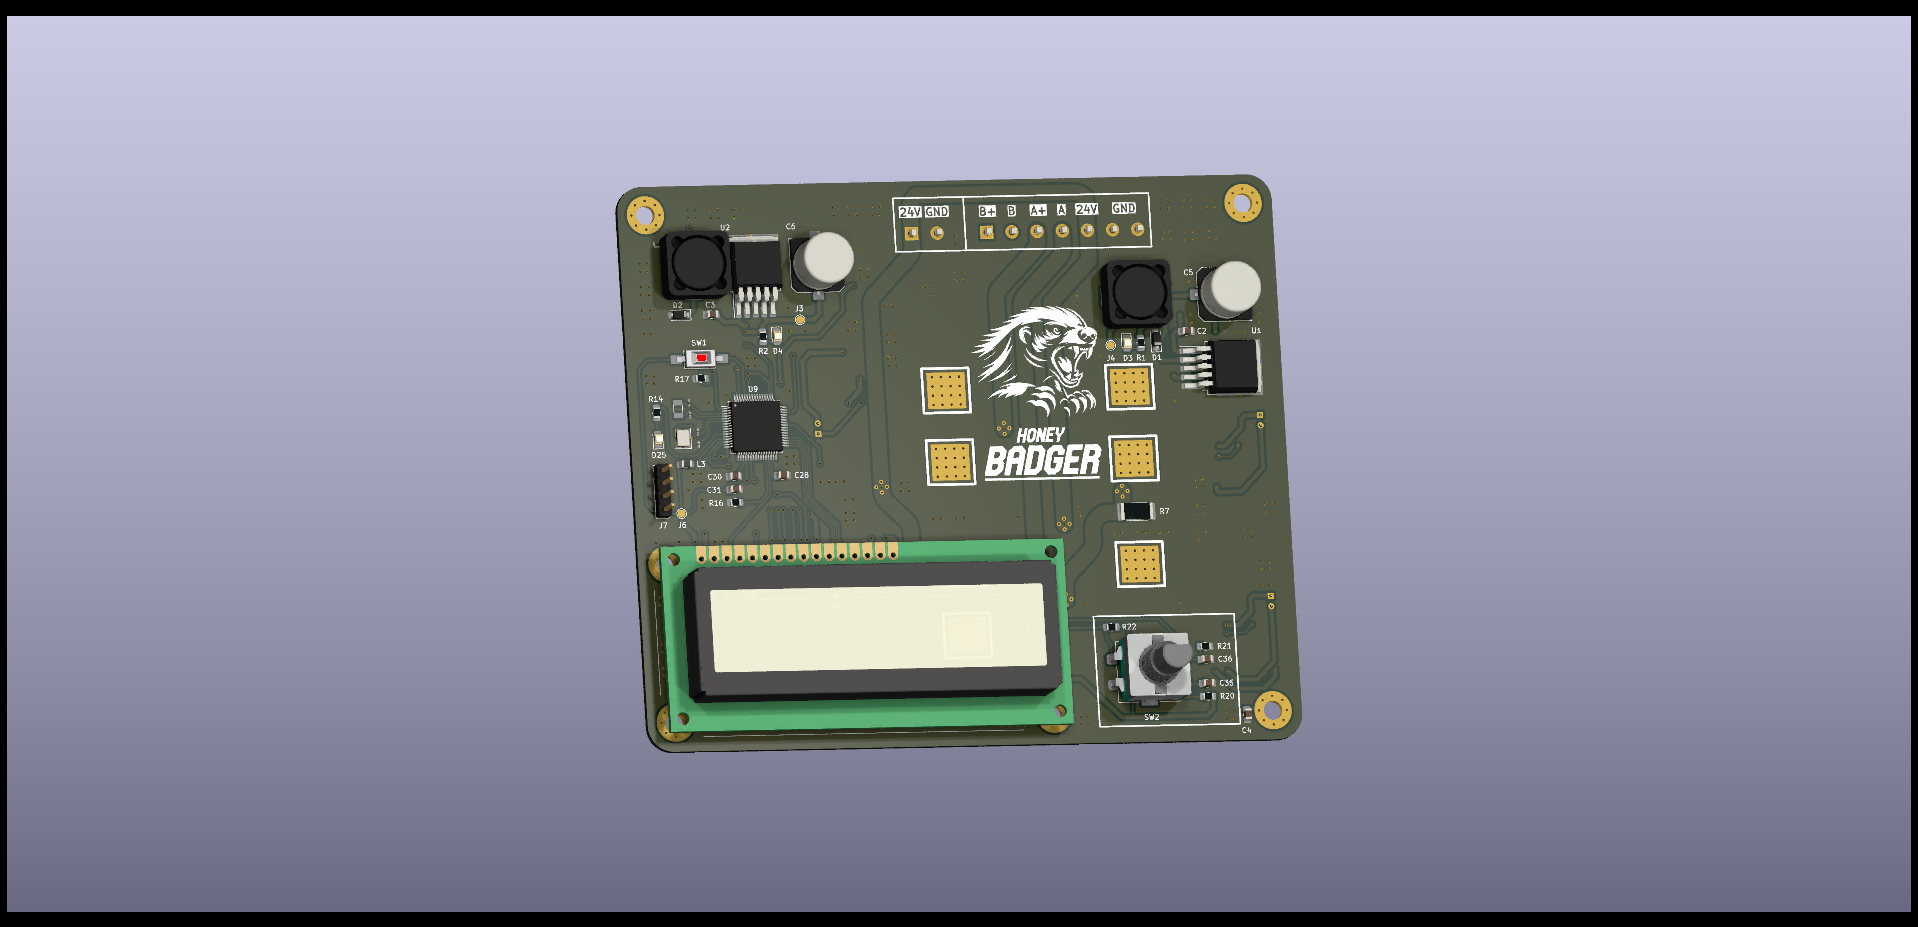 24V GND
B+ B A+ A 24V GND
U2
C6
C5
D2 C3
J3
U1
C2
R2 D4
J4 D3 R1 D1
SW1
R17
U9
R14
D25
L3
C30
C28
C31
R16
J7 J6
HONEY
BADGER
R7
R22
R21
C36
C35
R20
SW2
C4